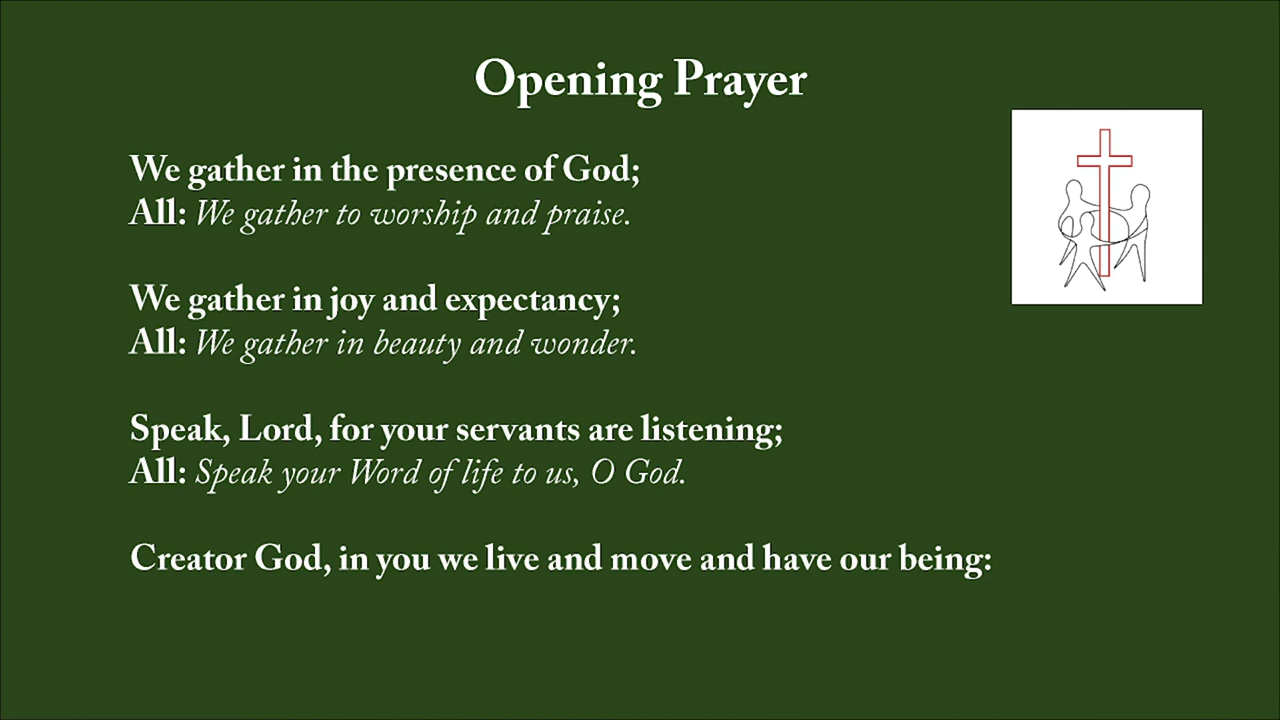 Opening Prayer
We gather in the presence of God;
All: We gather to worship and praise.
We gather in joy and expectancy;
All: We gather in beauty and wonder.
Speak, Lord, for your servants are listening;
All: Speak your Word of life to us, O God.
Creator God, in you we live and move and have our being: